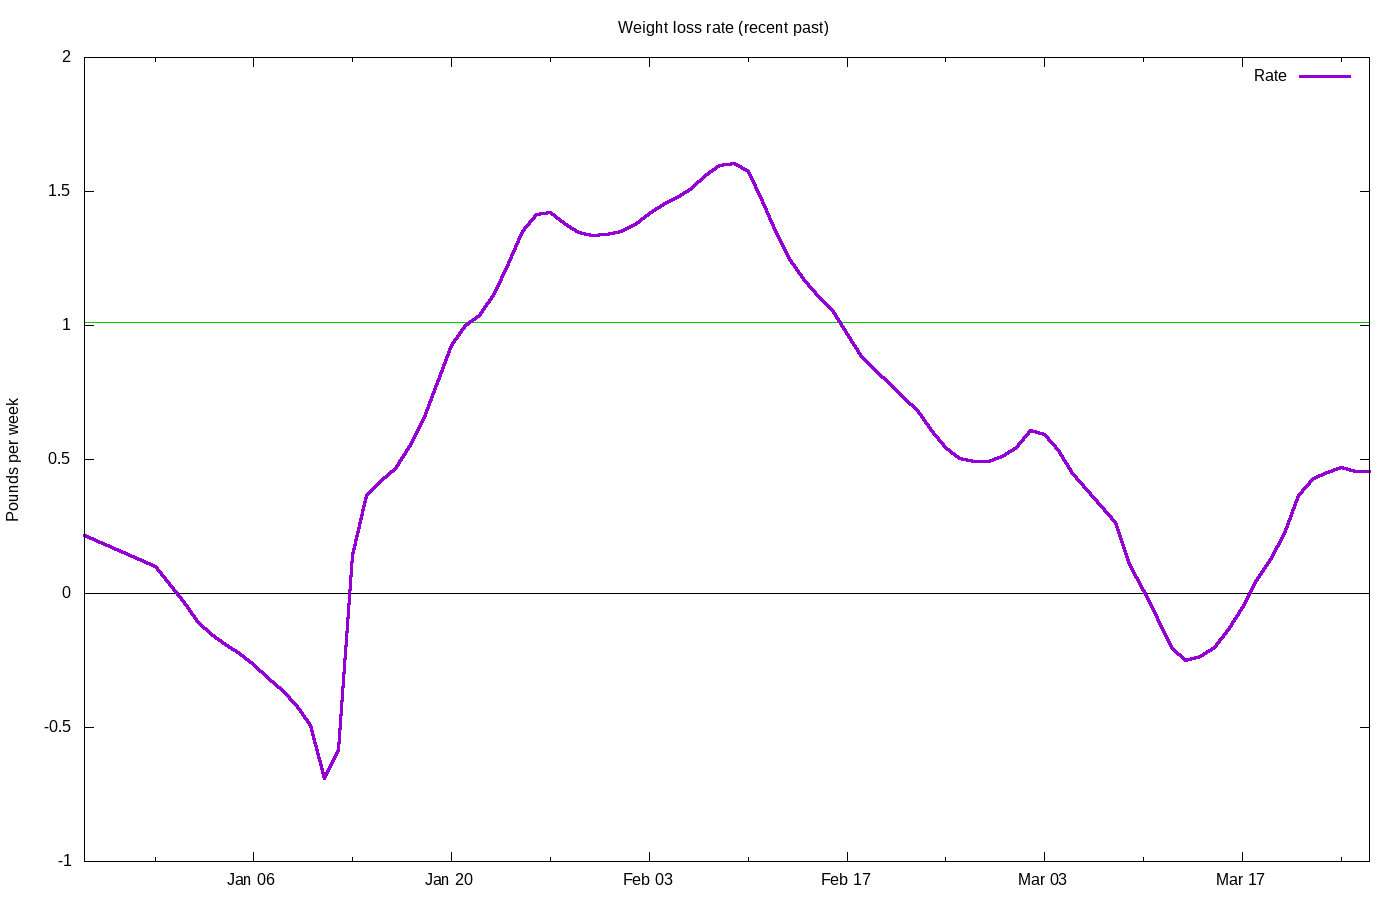 Weight loss rate (recent past)
Rate
2
1.5
1
0.5
0
-0.5
-1
Pounds per week
Jan 06
Jan 20
Feb 03
Feb 17
Mar 03
Mar 17